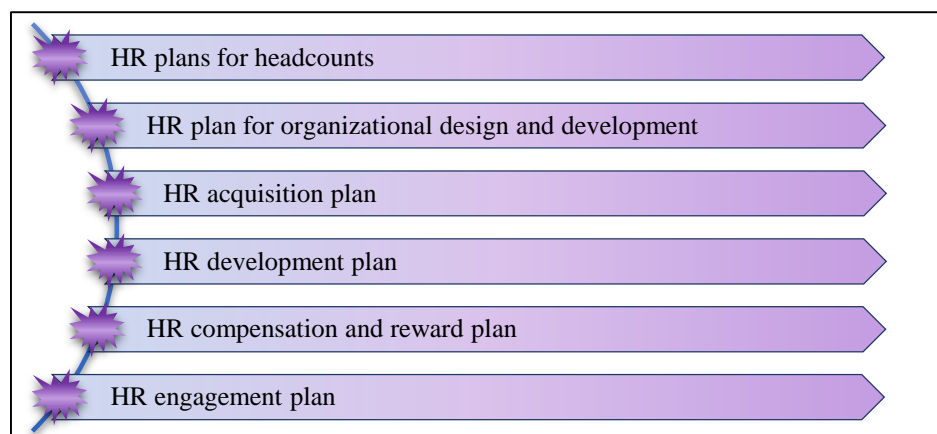 HR plans for headcounts
HR plan for organizational design and development
HR acquisition plan
HR development plan
HR compensation and reward plan
HR engagement plan